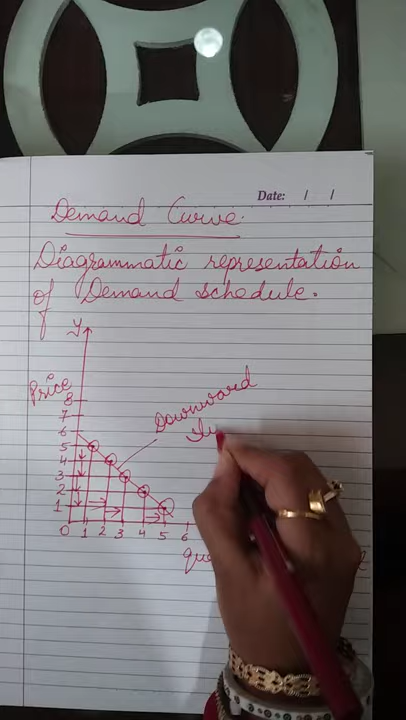 Date: / /
Demand Curve.
Diagrammatic representation
of Demand schedule.
Y
Price
8
7
6
5
4
3
2
1
0 1 2 3 4 5 6
Downward